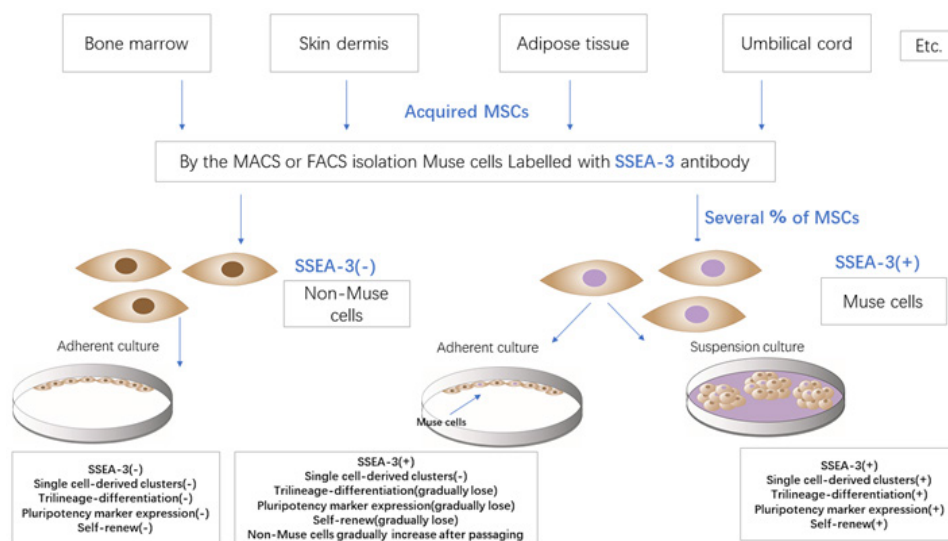 Bone marrow
Skin dermis
Adipose tissue
Umbilical cord
Etc.
Acquired MSCs
By the MACS or FACS isolation Muse cells Labelled with SSEA-3 antibody
Several % of MSCs
SSEA-3(-)
Non-Muse
cells
SSEA-3(+)
Muse cells
Adherent culture
Adherent culture
Suspension culture
Muse cells
SSEA-3(-)
Single cell-derived clusters(-)
Trilineage-differentiation(-)
Pluripotency marker expression(-)
Self-renew(-)
SSEA-3(+)
Single cell-derived clusters(-)
Trilineage-differentiation(gradually lose)
Pluripotency marker expression(gradually lose)
Self-renew(gradually lose)
Non-Muse cells gradually increase after passaging
SSEA-3(+)
Single cell-derived clusters(+)
Trilineage-differentiation(+)
Pluripotency marker expression(+)
Self-renew(+)